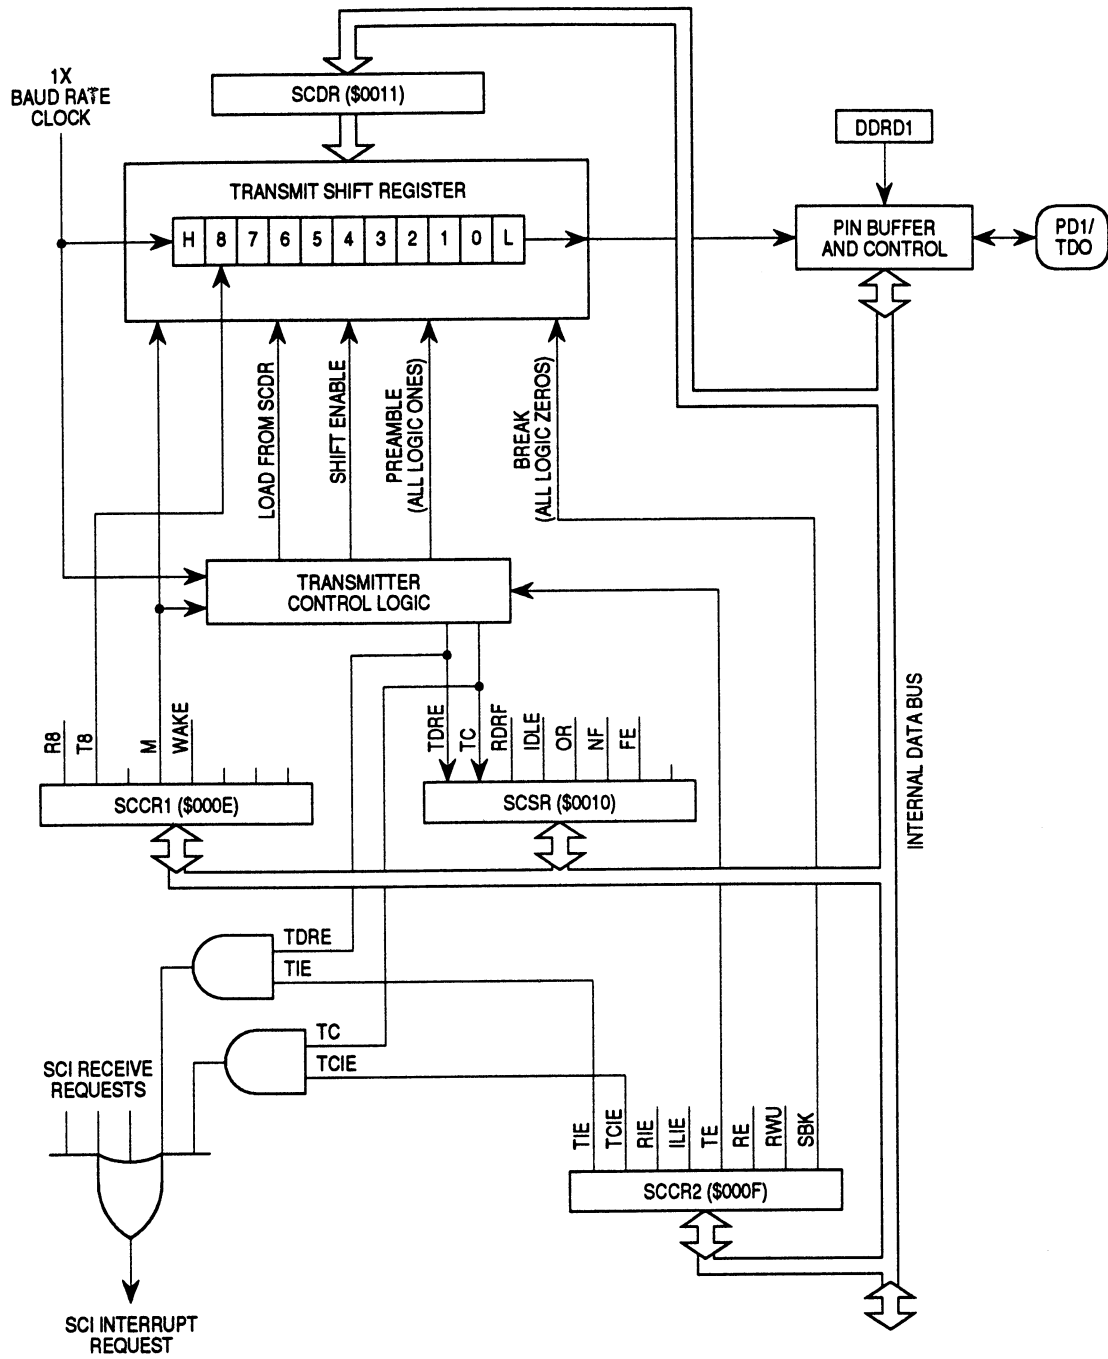 1X
BAUD RATE
CLOCK
SCDR ($0011)
DDRD1
TRANSMIT SHIFT REGISTER
H 8 7 6 5 4 3 2 1 0 L
PIN BUFFER
AND CONTROL
PD1/
TDO
LOAD FROM SCDR
SHIFT ENABLE
PREAMBLE
(ALL LOGIC ONES)
BREAK
(ALL LOGIC ZEROS)
TRANSMITTER
CONTROL LOGIC
INTERNAL DATA BUS
R8
T8
M
WAKE
SCCR1 ($000E)
TDRE
TC
RDRF
IDLE
OR
NF
FE
SCSR ($0010)
TDRE
TIE
TC
TCIE
SCI RECEIVE
REQUESTS
TIE
TCIE
RIE
ILIE
TE
RE
RWU
SBK
SCCR2 ($000F)
SCI INTERRUPT
REQUEST